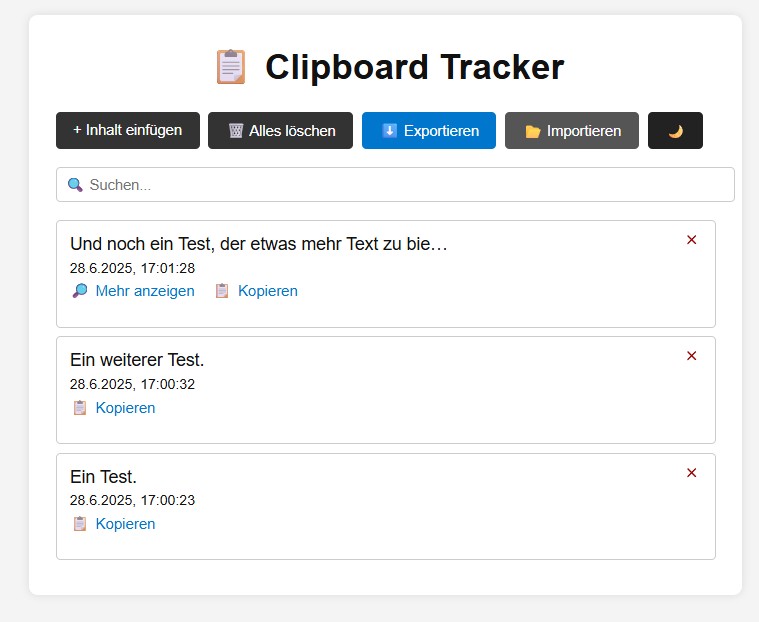 Clipboard Tracker
+ Inhalt einfügen Alles löschen Exportieren Importieren
Suchen...
Und noch ein Test, der etwas mehr Text zu bie…
28.6.2025, 17:01:28
Mehr anzeigen Kopieren
Ein weiterer Test.
28.6.2025, 17:00:32
Kopieren
Ein Test.
28.6.2025, 17:00:23
Kopieren